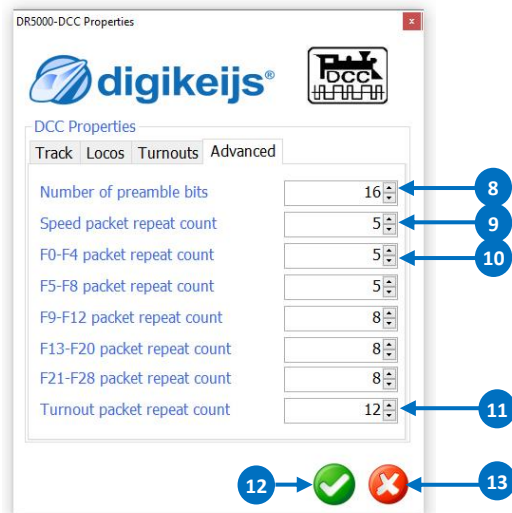 DR5000-DCC Properties
x
digikeijs®
DCC
DCC Properties
Track Locos Turnouts Advanced
Number of preamble bits 16 8
Speed packet repeat count 5 9
F0-F4 packet repeat count 5 10
F5-F8 packet repeat count 5
F9-F12 packet repeat count 8
F13-F20 packet repeat count 8
F21-F28 packet repeat count 8
Turnout packet repeat count 12 11
12 13